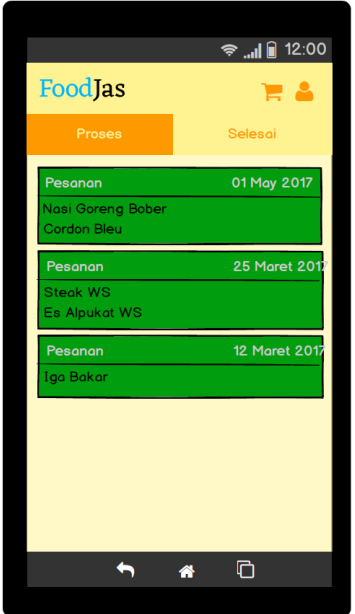 12:00
FoodJas
Proses Selesai
Pesanan 01 May 2017
Nasi Goreng Bober
Cordon Bleu
Pesanan 25 Maret 2017
Steak WS
Es Alpukat WS
Pesanan 12 Maret 2017
Iga Bakar